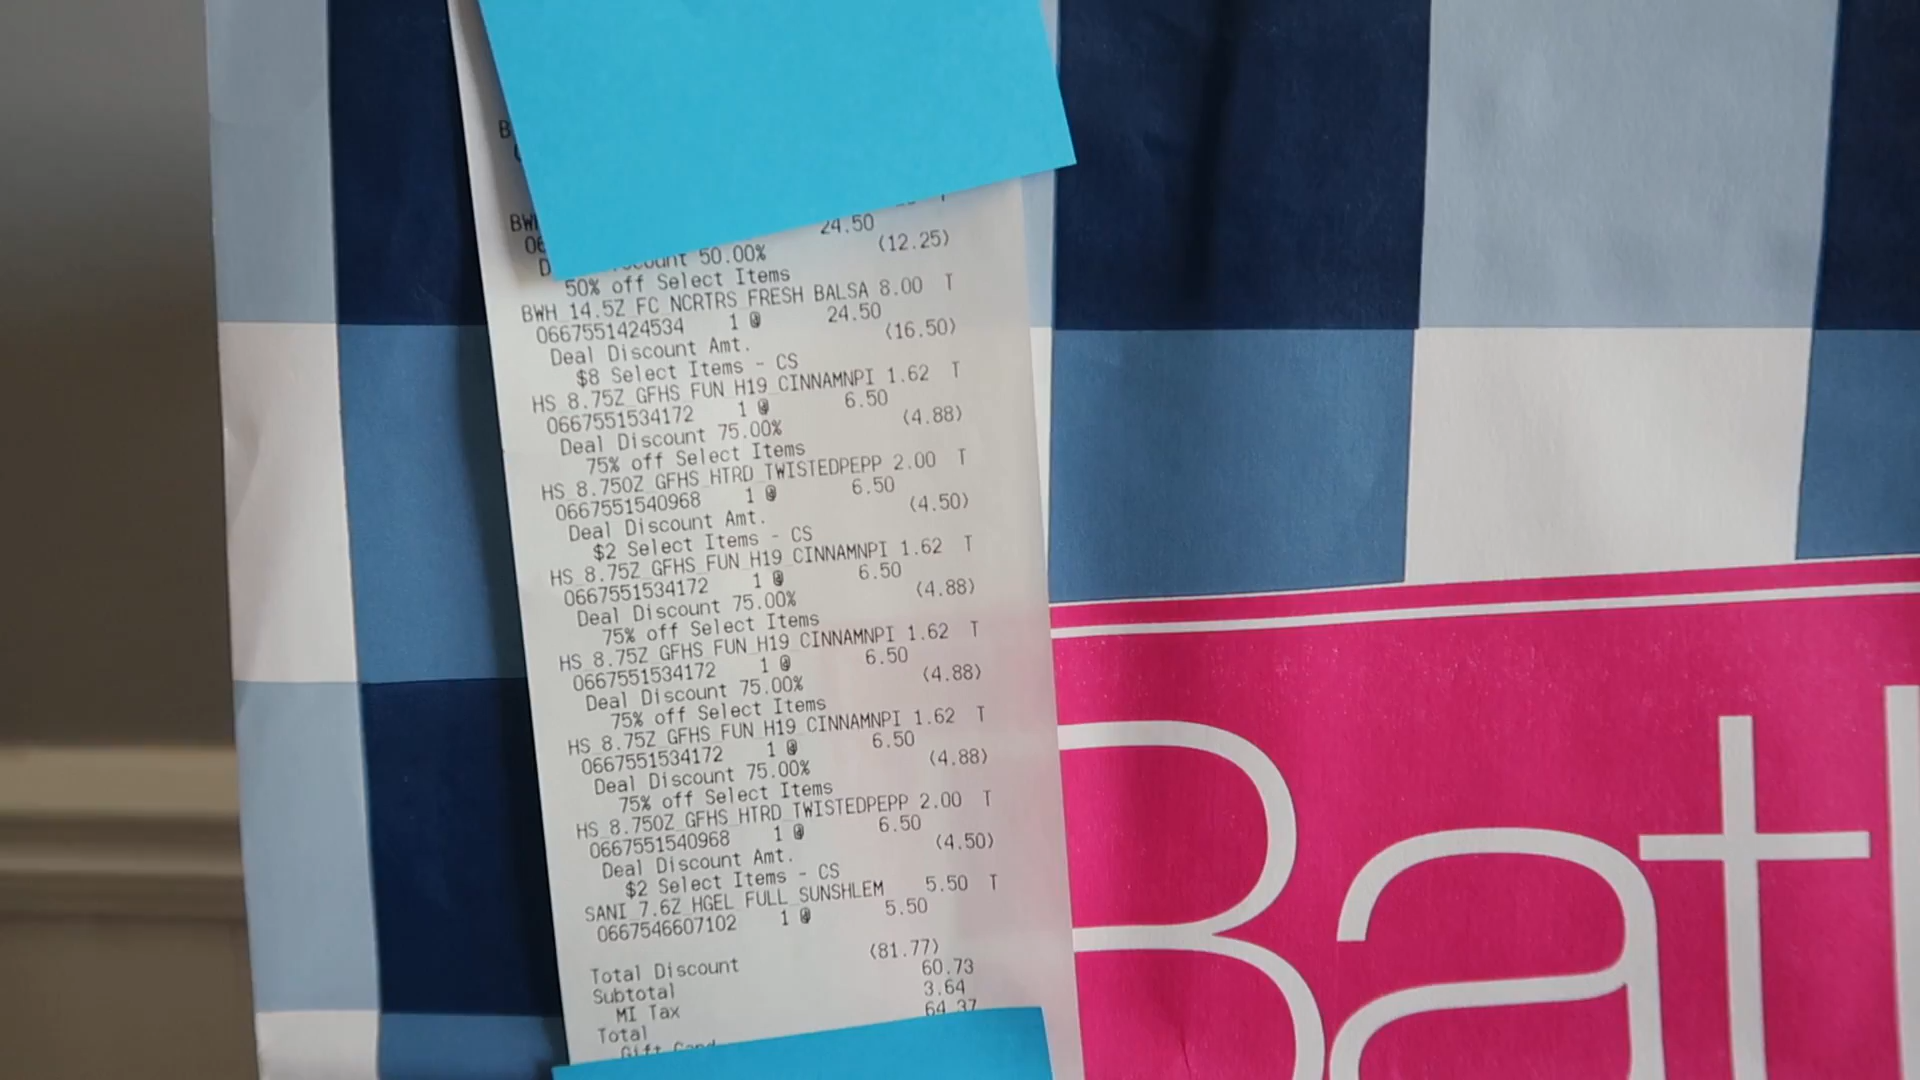 24.50
50.00% (12.25)
50% off Select Items
BWH 14.5Z FC NCRTRS FRESH BALSA 8.00 T
0667551424534 1 @ 24.50
Deal Discount Amt. (16.50)
$8 Select Items - CS
HS 8.75Z GFHS FUN H19 CINNAMNPI 1.62 T
0667551534172 1 @ 6.50
Deal Discount 75.00% (4.88)
75% off Select Items
HS 8.75OZ GFHS HTRD TWISTEDPEPP 2.00 T
0667551540968 1 @ 6.50
Deal Discount Amt. (4.50)
$2 Select Items - CS
HS 8.75Z GFHS FUN H19 CINNAMNPI 1.62 T
0667551534172 1 @ 6.50
Deal Discount 75.00% (4.88)
75% off Select Items
HS 8.75Z GFHS FUN H19 CINNAMNPI 1.62 T
0667551534172 1 @ 6.50
Deal Discount 75.00% (4.88)
75% off Select Items
HS 8.75Z GFHS FUN H19 CINNAMNPI 1.62 T
0667551534172 1 @ 6.50
Deal Discount 75.00% (4.88)
75% off Select Items
HS 8.75OZ GFHS HTRD TWISTEDPEPP 2.00 T
0667551540968 1 @ 6.50
Deal Discount Amt. (4.50)
$2 Select Items - CS
SANI 7.6Z HGEL FULL SUNSHLEM 5.50 T
0667546607102 1 @ 5.50
Total Discount (81.77)
Subtotal 60.73
MI Tax 3.64
Total 64.37
Gift Card
Bath